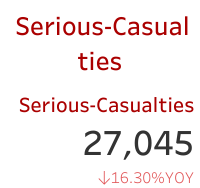 Serious-Casual
ties
Serious-Casualties
27,045
↓16.30%YOY